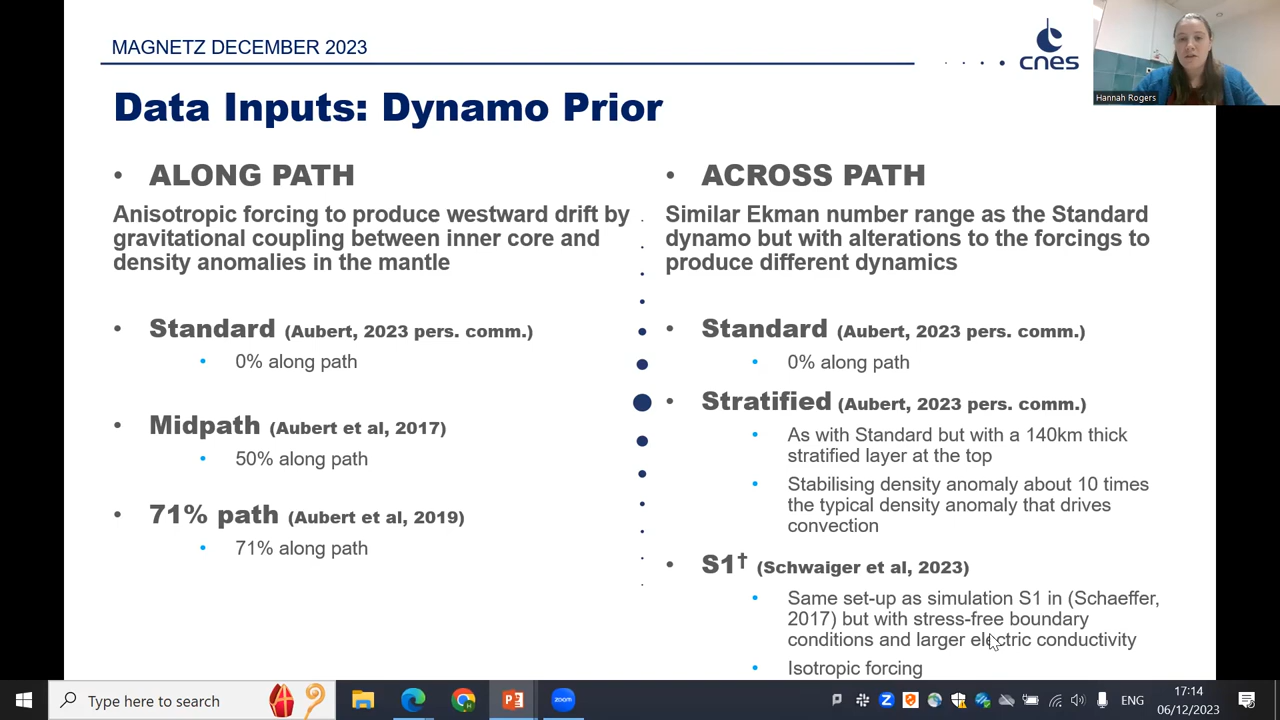 MAGNETZ DECEMBER 2023
cnes
Hannah Rogers
Data Inputs: Dynamo Prior
• ALONG PATH
Anisotropic forcing to produce westward drift by
gravitational coupling between inner core and
density anomalies in the mantle
• Standard (Aubert, 2023 pers. comm.)
• 0% along path
• Midpath (Aubert et al, 2017)
• 50% along path
• 71% path (Aubert et al, 2019)
• 71% along path
• ACROSS PATH
Similar Ekman number range as the Standard
dynamo but with alterations to the forcings to
produce different dynamics
• Standard (Aubert, 2023 pers. comm.)
• 0% along path
• Stratified (Aubert, 2023 pers. comm.)
• As with Standard but with a 140km thick
stratified layer at the top
• Stabilising density anomaly about 10 times
the typical density anomaly that drives
convection
• S1† (Schwaiger et al, 2023)
• Same set-up as simulation S1 in (Schaeffer,
2017) but with stress-free boundary
conditions and larger electric conductivity
• Isotropic forcing
Type here to search
zoom
ENG
17:14
06/12/2023